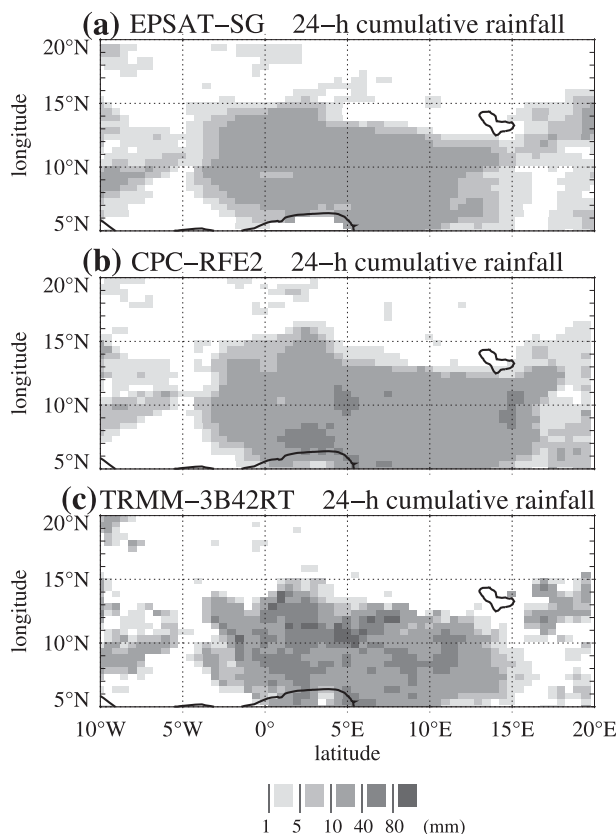 (a) EPSAT−SG 24−h cumulative rainfall
20°N
15°N
10°N
5°N
longitude
(b) CPC−RFE2 24−h cumulative rainfall
20°N
15°N
10°N
5°N
longitude
(c) TRMM−3B42RT 24−h cumulative rainfall
20°N
15°N
10°N
5°N
longitude
10°W 5°W 0° 5°E 10°E 15°E 20°E
latitude
1 5 10 40 80 (mm)